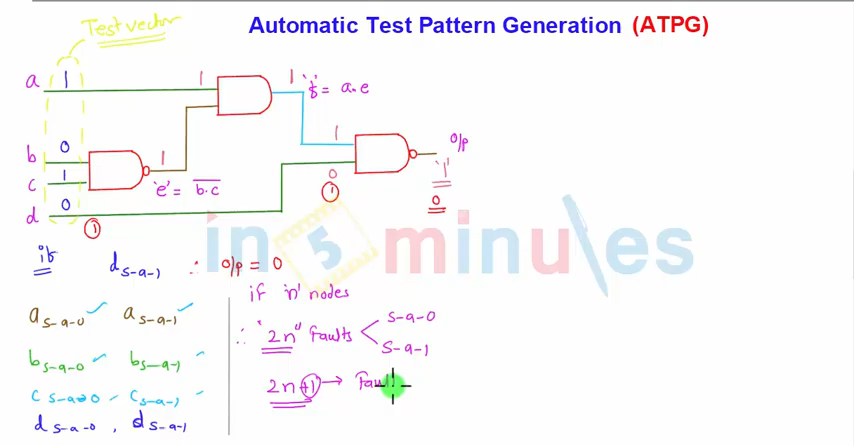 Automatic Test Pattern Generation (ATPG)
Test vector
a 1 1 1 'f' = a.e
b 0 1 1 o/p
c 1 'e' = b.c 0 '1'
d 0 1 1 0
in 5 minutes
if d s-a-1 ∴ o/p = 0
if 'n' nodes
a s-a-0 a s-a-1
∴ "2n" Faults s-a-0
s-a-1
b s-a-0 b s-a-1
2n+1 → Faul
c s-a-0 c s-a-1
d s-a-0 , d s-a-1